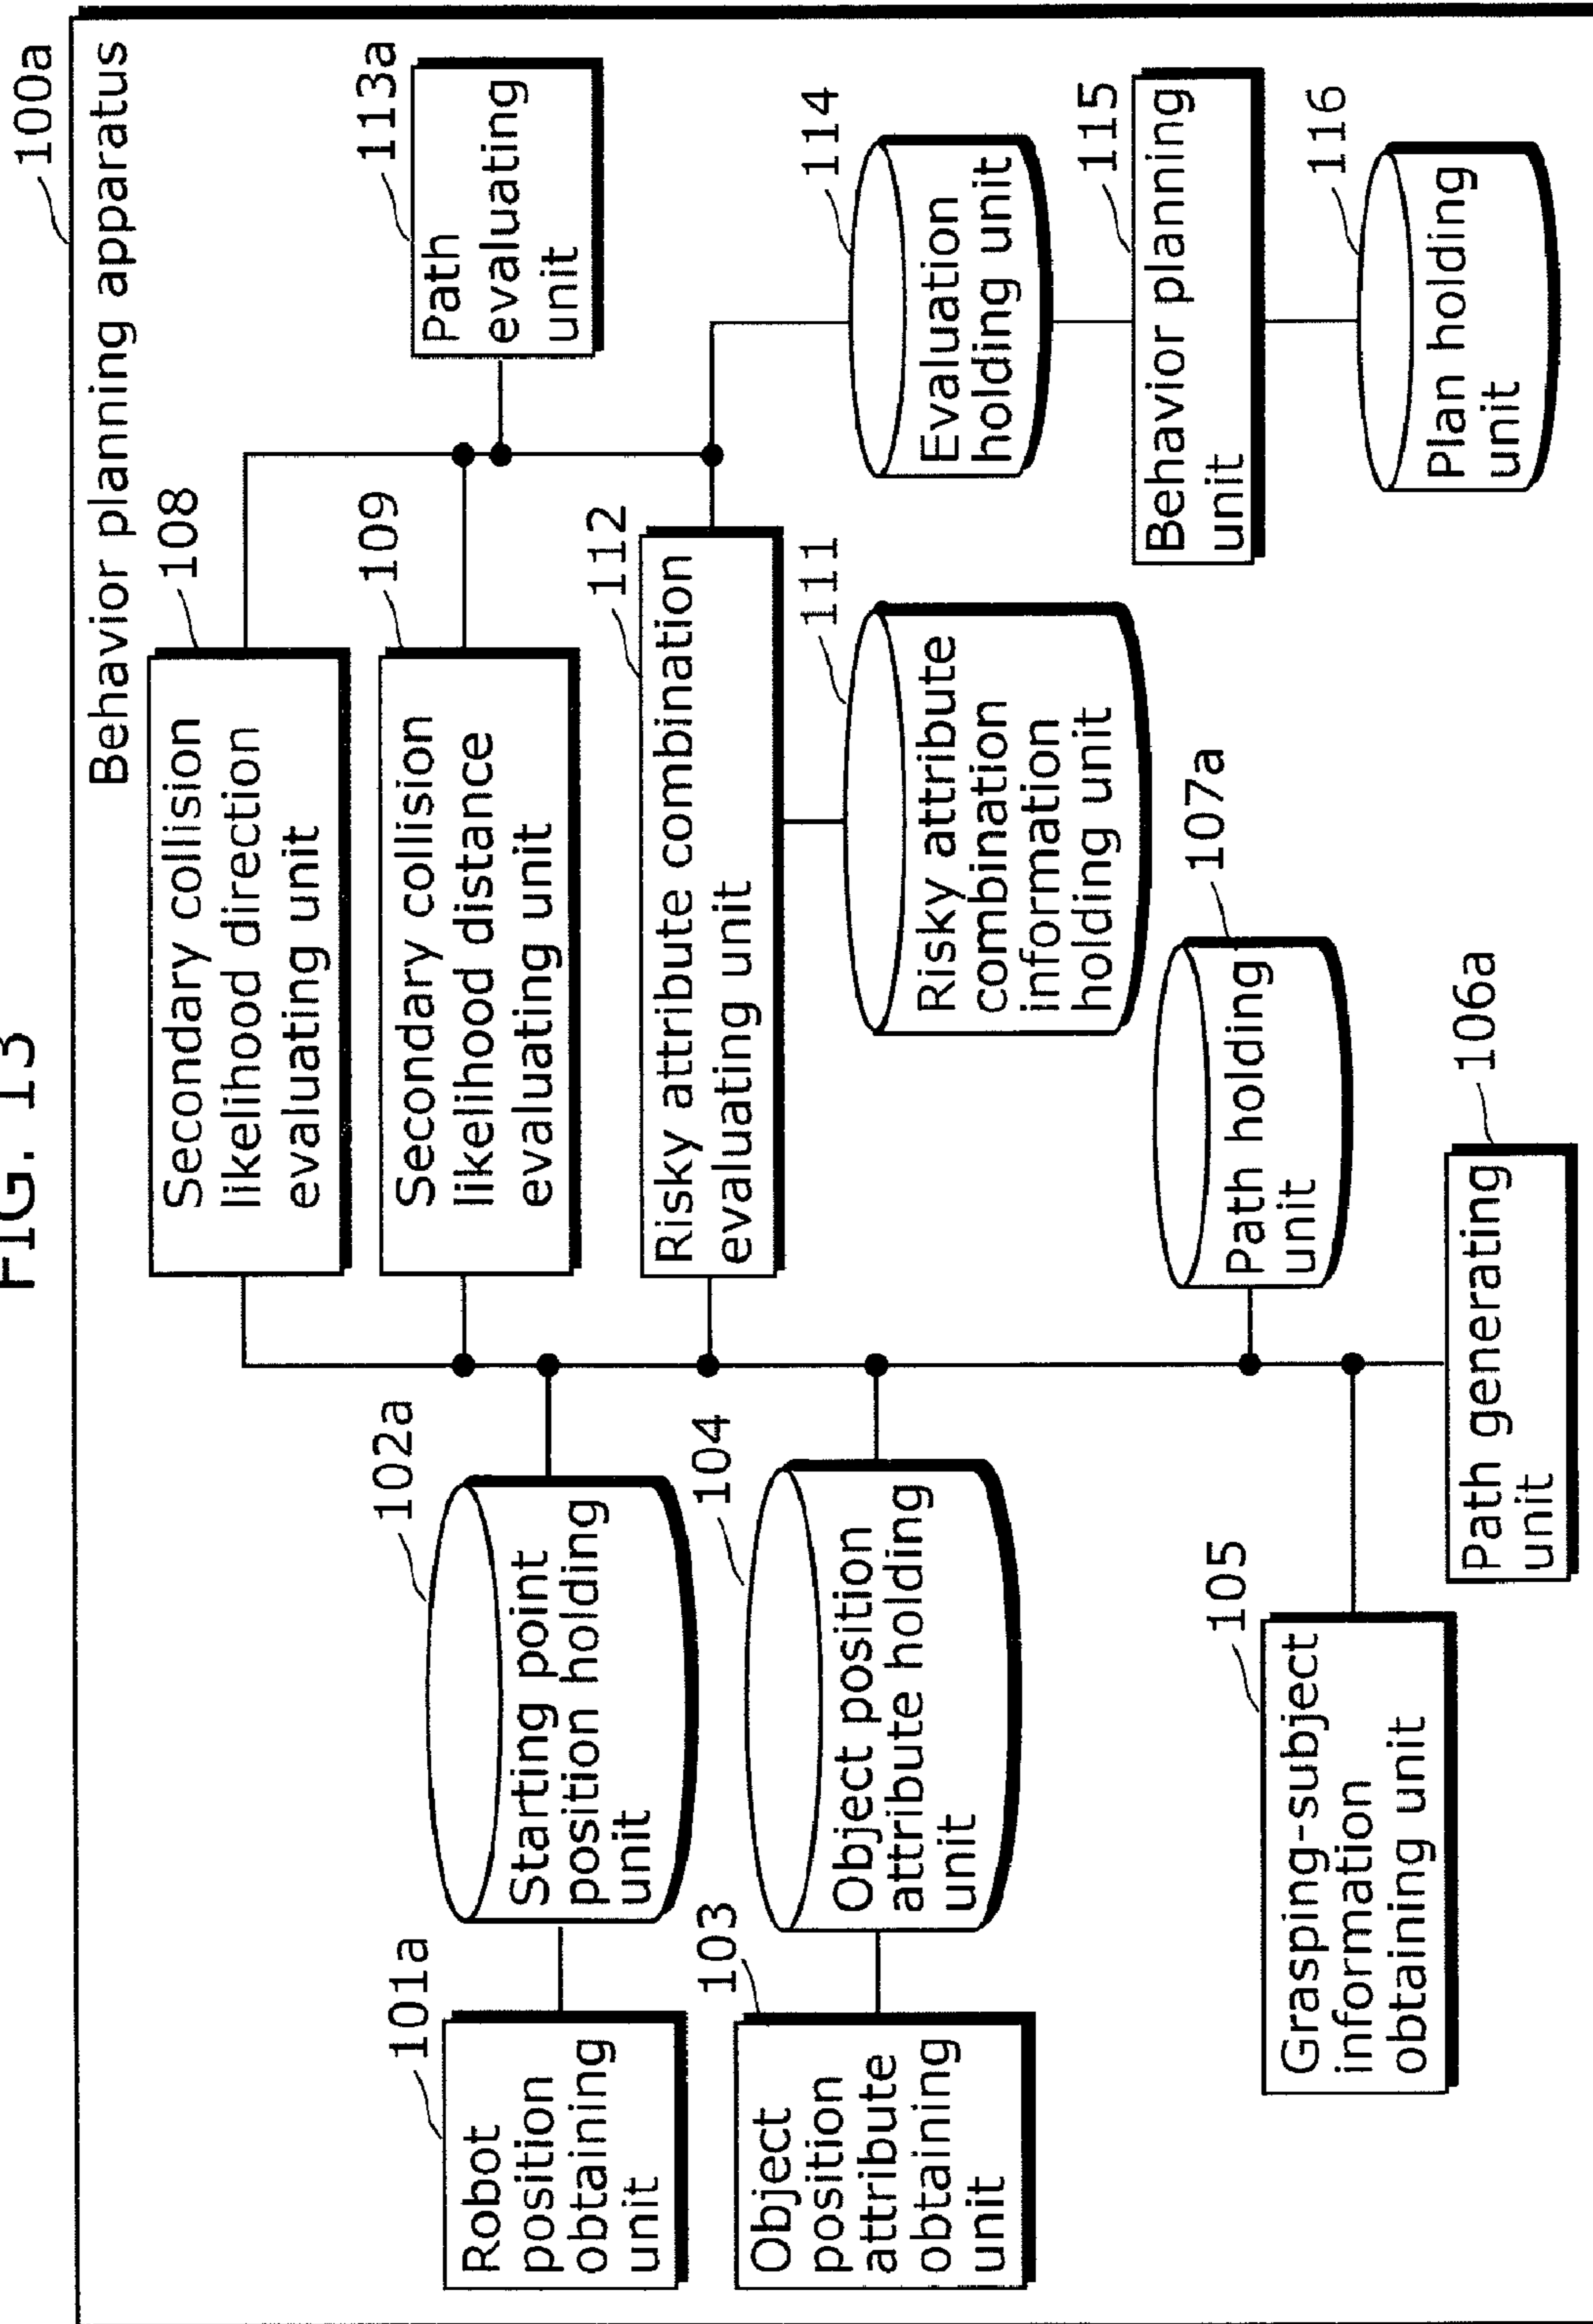 FIG. 13
100a
Behavior planning apparatus
108
Secondary collision
likelihood direction
evaluating unit
113a
Path
evaluating
unit
109
Secondary collision
likelihood distance
evaluating unit
101a
Robot
position
obtaining
unit
102a
Starting point
position holding
unit
112
Risky attribute combination
evaluating unit
103
Object
position
attribute
obtaining
unit
104
Object position
attribute holding
unit
111
Risky attribute
combination
information
holding unit
114
Evaluation
holding unit
115
Behavior planning
unit
107a
Path holding
unit
105
Grasping-subject
information
obtaining unit
106a
Path generating
unit
116
Plan holding
unit